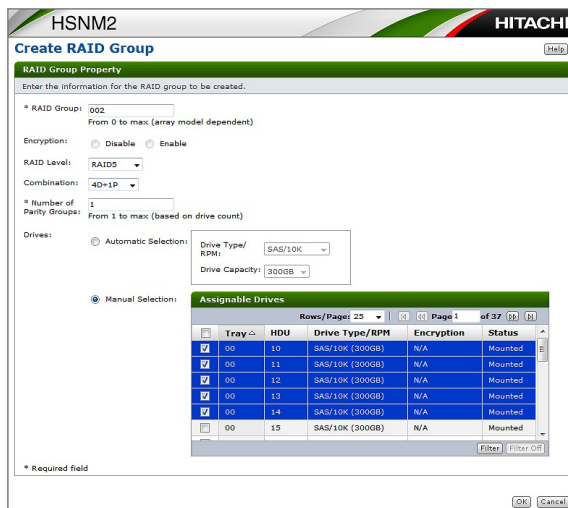 HSNM2
HITACHI
Create RAID Group
Help
RAID Group Property
Enter the information for the RAID group to be created.
* RAID Group: 002
From 0 to max (array model dependent)
Encryption: Disable Enable
RAID Level: RAID5
Combination: 4D+1P
* Number of Parity Groups: 1
From 1 to max (based on drive count)
Drives: Automatic Selection:
Drive Type/RPM: SAS/10K
Drive Capacity: 300GB
Manual Selection:
Assignable Drives
Rows/Page: 25 Page 1 of 37
Tray HDU Drive Type/RPM Encryption Status
00 10 SAS/10K (300GB) N/A Mounted
00 11 SAS/10K (300GB) N/A Mounted
00 12 SAS/10K (300GB) N/A Mounted
00 13 SAS/10K (300GB) N/A Mounted
00 14 SAS/10K (300GB) N/A Mounted
00 15 SAS/10K (300GB) N/A Mounted
Filter Filter Off
* Required field
OK Cancel